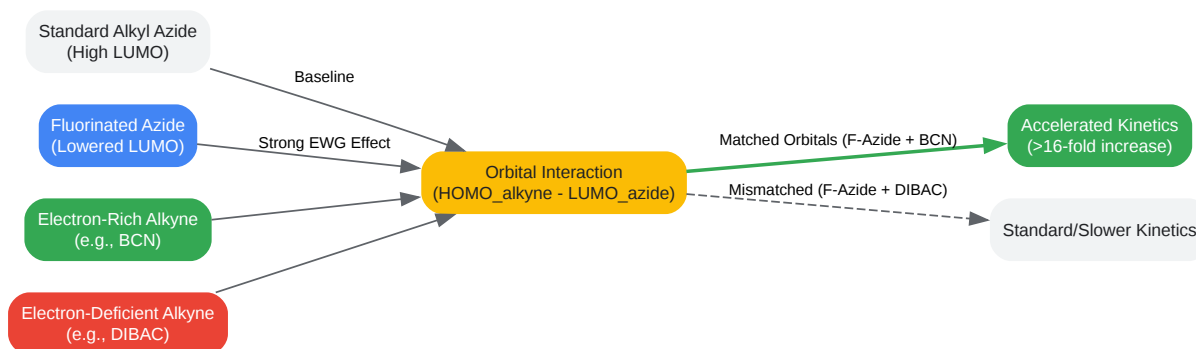 Standard Alkyl Azide
(High LUMO)
Baseline
Fluorinated Azide
(Lowered LUMO)
Strong EWG Effect
Electron-Rich Alkyne
(e.g., BCN)
Electron-Deficient Alkyne
(e.g., DIBAC)
Orbital Interaction
(HOMO_alkyne - LUMO_azide)
Matched Orbitals (F-Azide + BCN)
Mismatched (F-Azide + DIBAC)
Accelerated Kinetics
(>16-fold increase)
Standard/Slower Kinetics